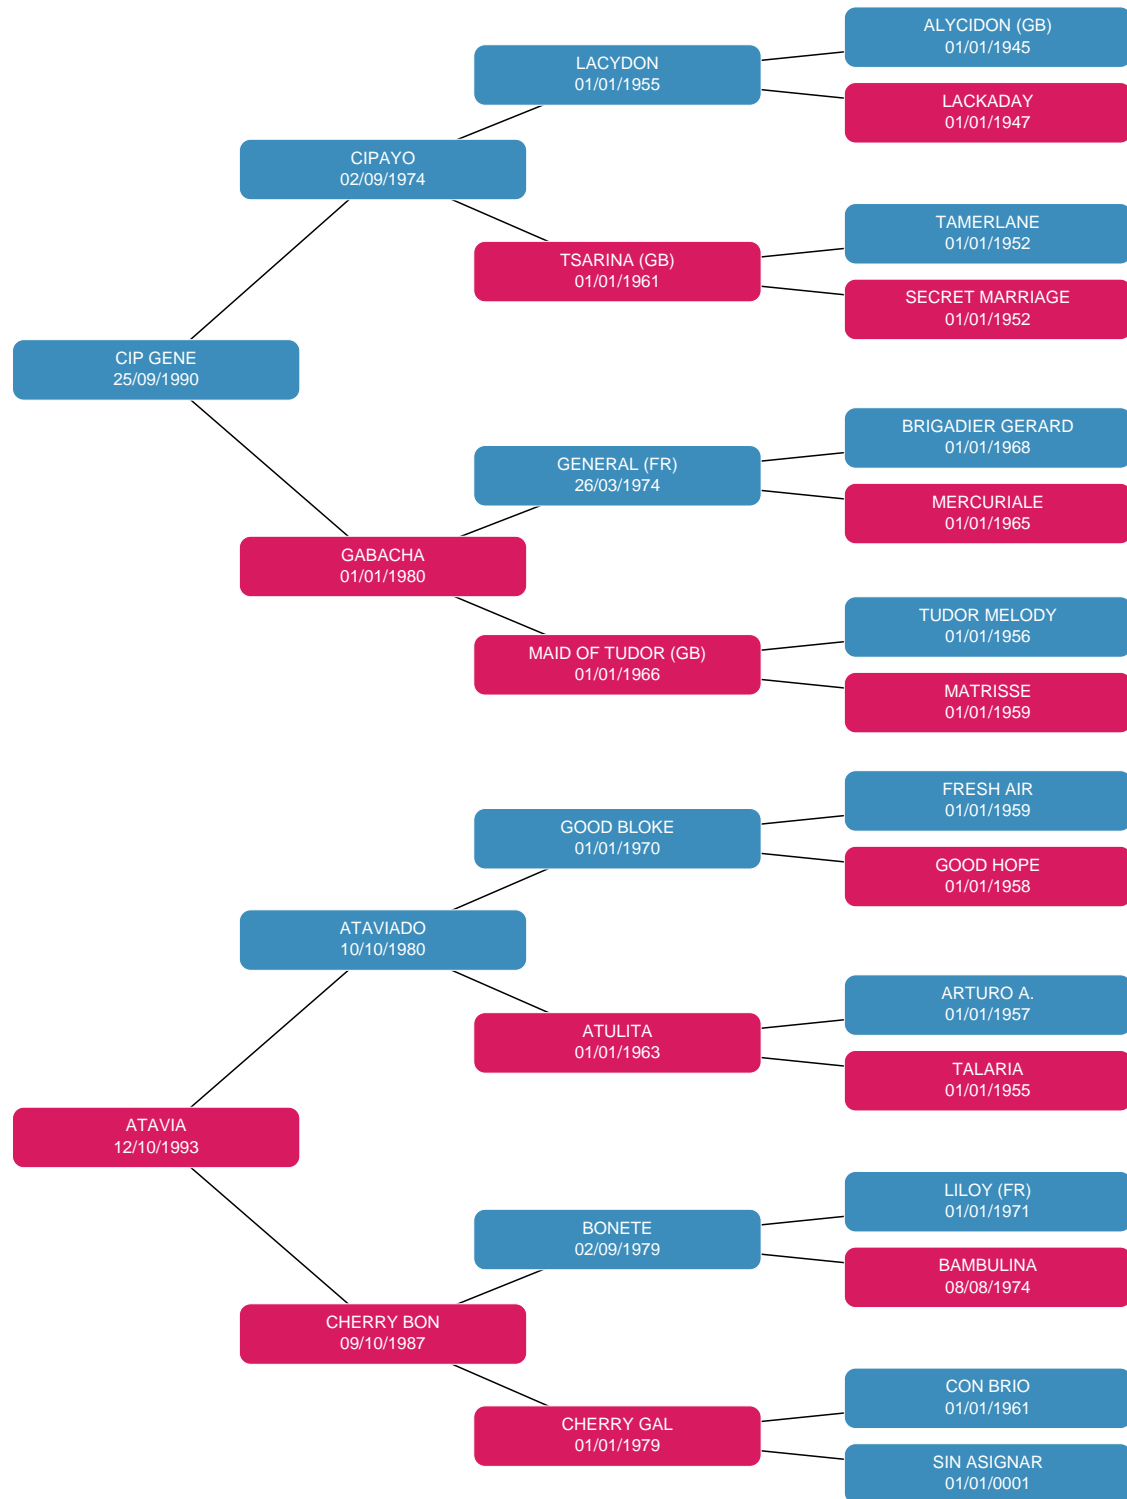 ALYCIDON (GB)
01/01/1945
LACYDON
01/01/1955
LACKADAY
01/01/1947
CIPAYO
02/09/1974
TAMERLANE
01/01/1952
TSARINA (GB)
01/01/1961
SECRET MARRIAGE
01/01/1952
CIP GENE
25/09/1990
BRIGADIER GERARD
01/01/1968
GENERAL (FR)
26/03/1974
MERCURIALE
01/01/1965
GABACHA
01/01/1980
TUDOR MELODY
01/01/1956
MAID OF TUDOR (GB)
01/01/1966
MATRISSE
01/01/1959
FRESH AIR
01/01/1959
GOOD BLOKE
01/01/1970
GOOD HOPE
01/01/1958
ATAVIADO
10/10/1980
ARTURO A.
01/01/1957
ATULITA
01/01/1963
TALARIA
01/01/1955
ATAVIA
12/10/1993
LILOY (FR)
01/01/1971
BONETE
02/09/1979
BAMBULINA
08/08/1974
CHERRY BON
09/10/1987
CON BRIO
01/01/1961
CHERRY GAL
01/01/1979
SIN ASIGNAR
01/01/0001